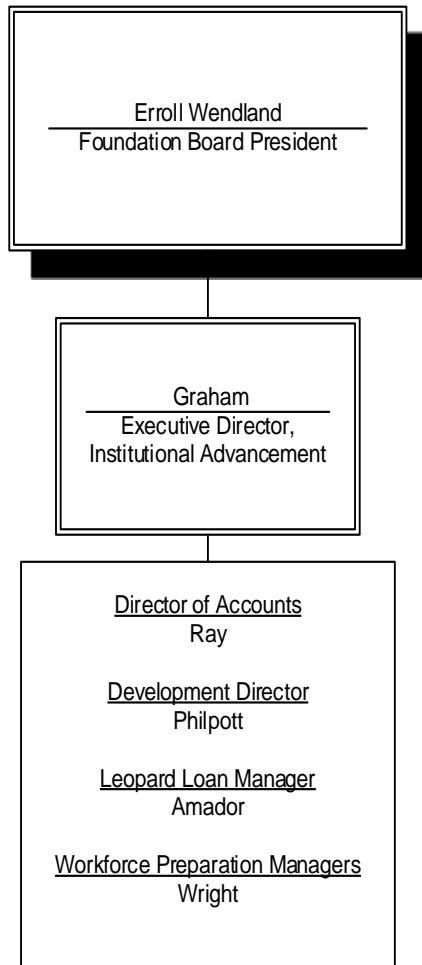 Erroll Wendland
Foundation Board President
Graham
Executive Director,
Institutional Advancement
Director of Accounts
Ray
Development Director
Philpott
Leopard Loan Manager
Amador
Workforce Preparation Managers
Wright